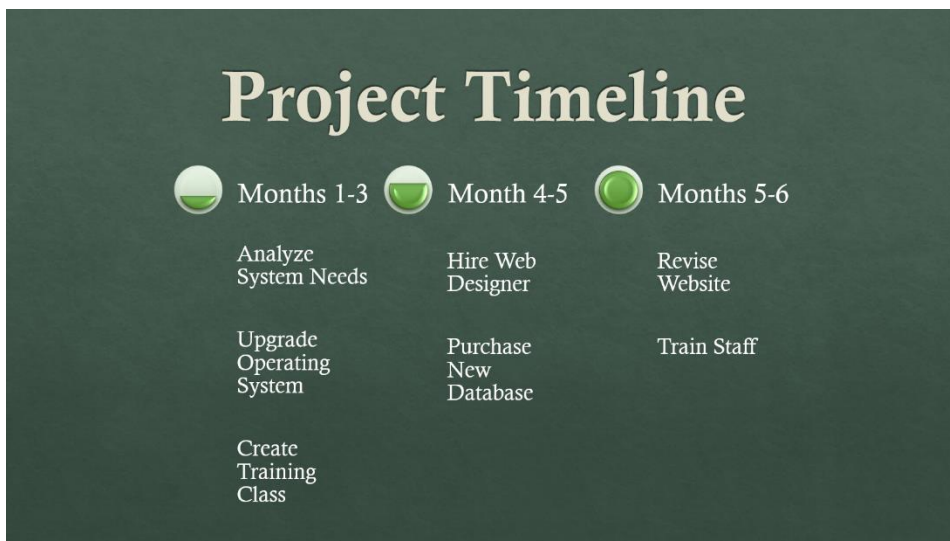 Project Timeline
Months 1-3
Analyze
System Needs
Upgrade
Operating
System
Create
Training
Class
Month 4-5
Hire Web
Designer
Purchase
New
Database
Months 5-6
Revise
Website
Train Staff